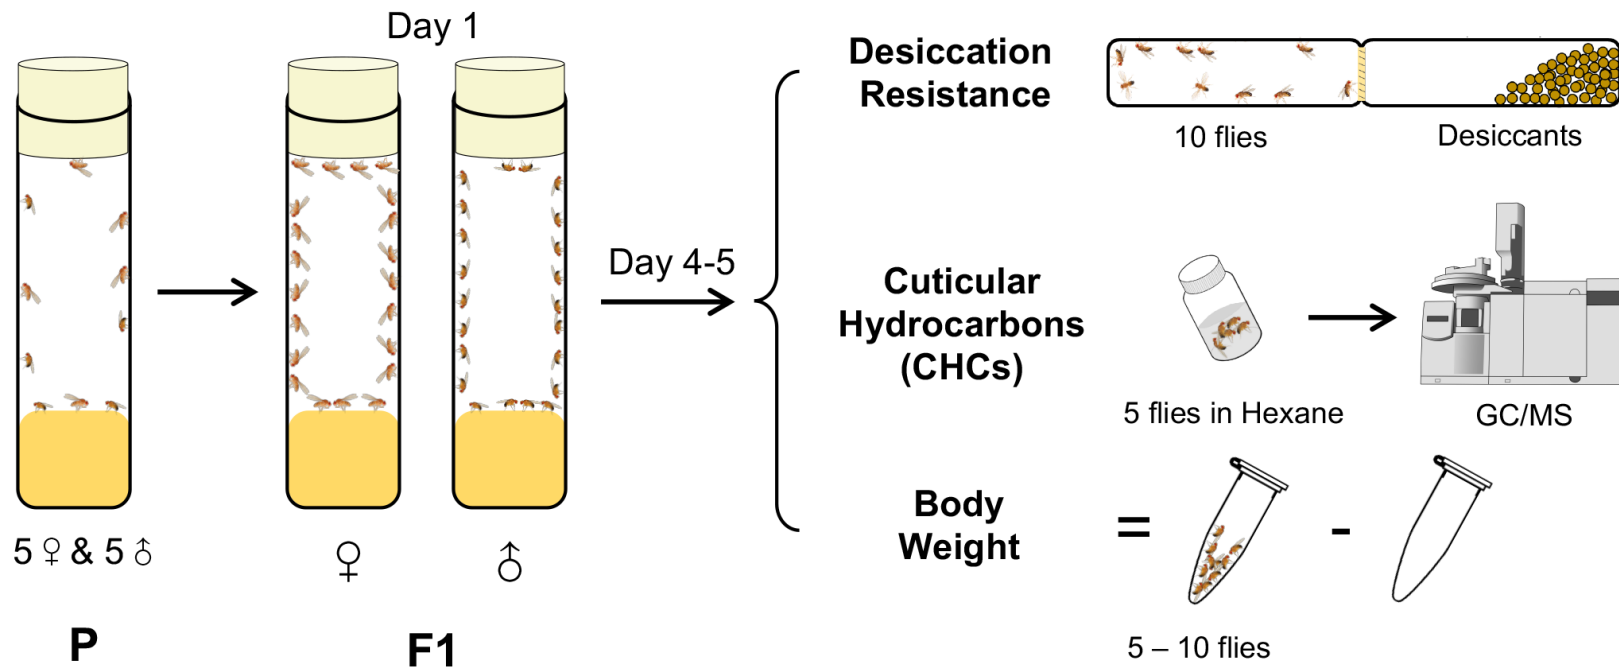 Day 1
5 ♀ & 5 ♂
♀
♂
P
F1
Day 4-5
Desiccation
Resistance
10 flies
Desiccants
Cuticular
Hydrocarbons
(CHCs)
5 flies in Hexane
GC/MS
Body
Weight
=
-
5 – 10 flies